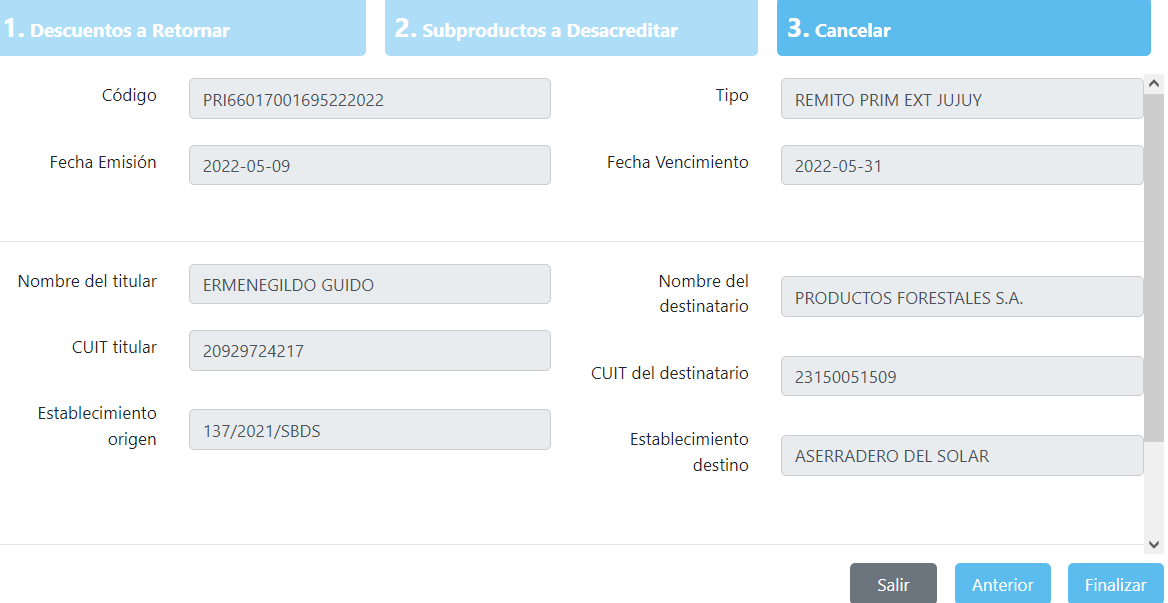 1. Descuentos a Retornar
2. Subproductos a Desacreditar
3. Cancelar
Código
PRI66017001695222022
Tipo
REMITO PRIM EXT JUJUY
Fecha Emisión
2022-05-09
Fecha Vencimiento
2022-05-31
Nombre del titular
ERMENEGILDO GUIDO
Nombre del
destinatario
PRODUCTOS FORESTALES S.A.
CUIT titular
20929724217
CUIT del destinatario
23150051509
Establecimiento
origen
137/2021/SBDS
Establecimiento
destino
ASERRADERO DEL SOLAR
Salir
Anterior
Finalizar